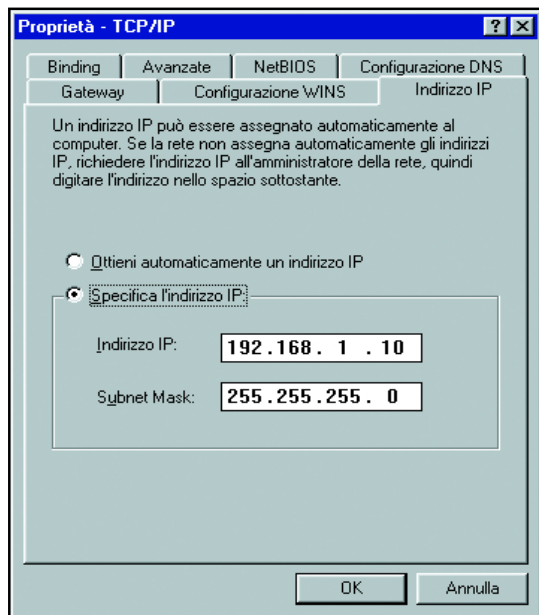 Proprietà - TCP/IP
Binding Avanzate NetBIOS Configurazione DNS
Gateway Configurazione WINS Indirizzo IP
Un indirizzo IP può essere assegnato automaticamente al
computer. Se la rete non assegna automaticamente gli indirizzi
IP, richiedere l'indirizzo IP all'amministratore della rete, quindi
digitare l'indirizzo nello spazio sottostante.
Ottieni automaticamente un indirizzo IP
Specifica l'indirizzo IP:
Indirizzo IP: 192.168. 1 .10
Subnet Mask: 255.255.255. 0
OK Annulla